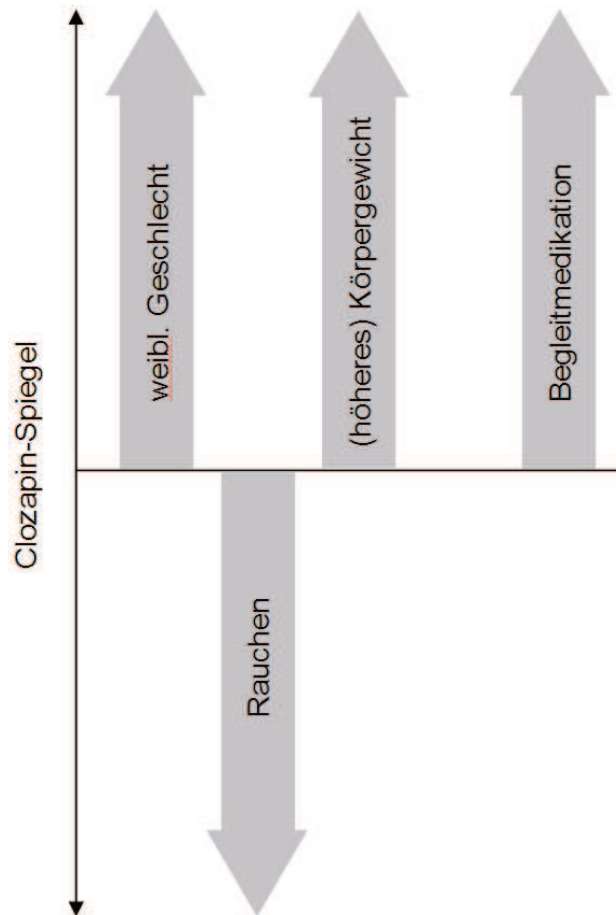 Clozapin-Spiegel
weibl. Geschlecht
Rauchen
(höheres) Körpergewicht
Begleitmedikation